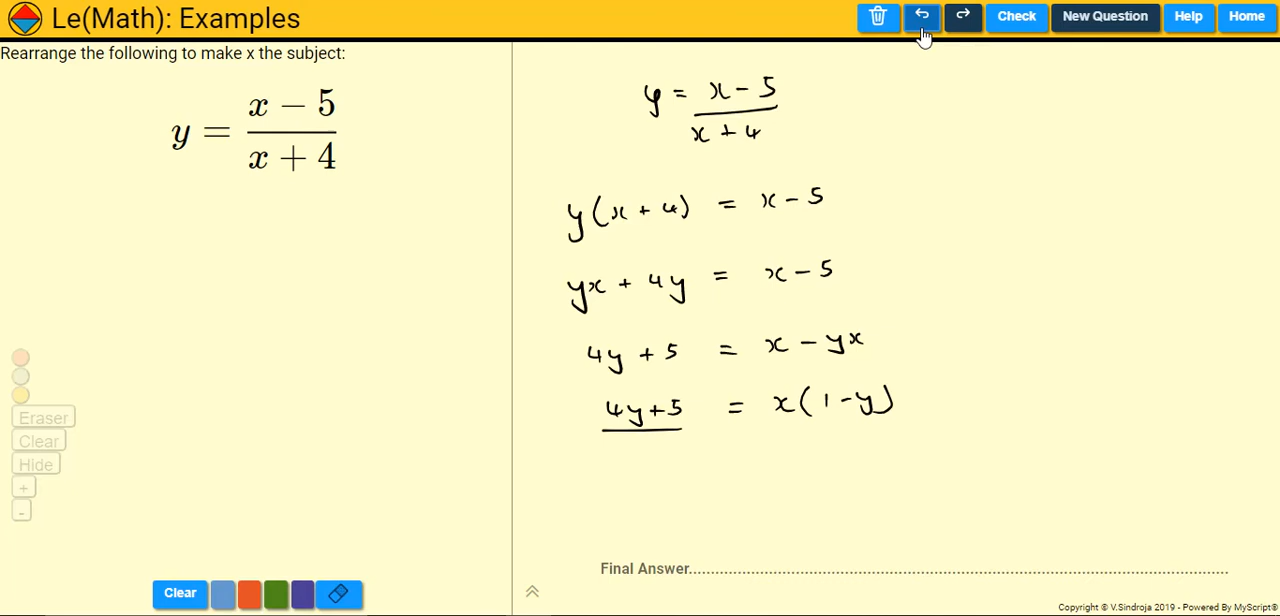 Le(Math): Examples
Check
New Question
Help
Home
Rearrange the following to make x the subject:
y = (x − 5)/(x + 4)
y = (x - 5)/(x + 4)
y(x + 4) = x - 5
yx + 4y = x - 5
4y + 5 = x - yx
4y+5 = x(1-y)
Eraser
Clear
Hide
+
-
Clear
Final Answer........................................................................................................
Copyright © V.Sindroja 2019 - Powered by MyScript®